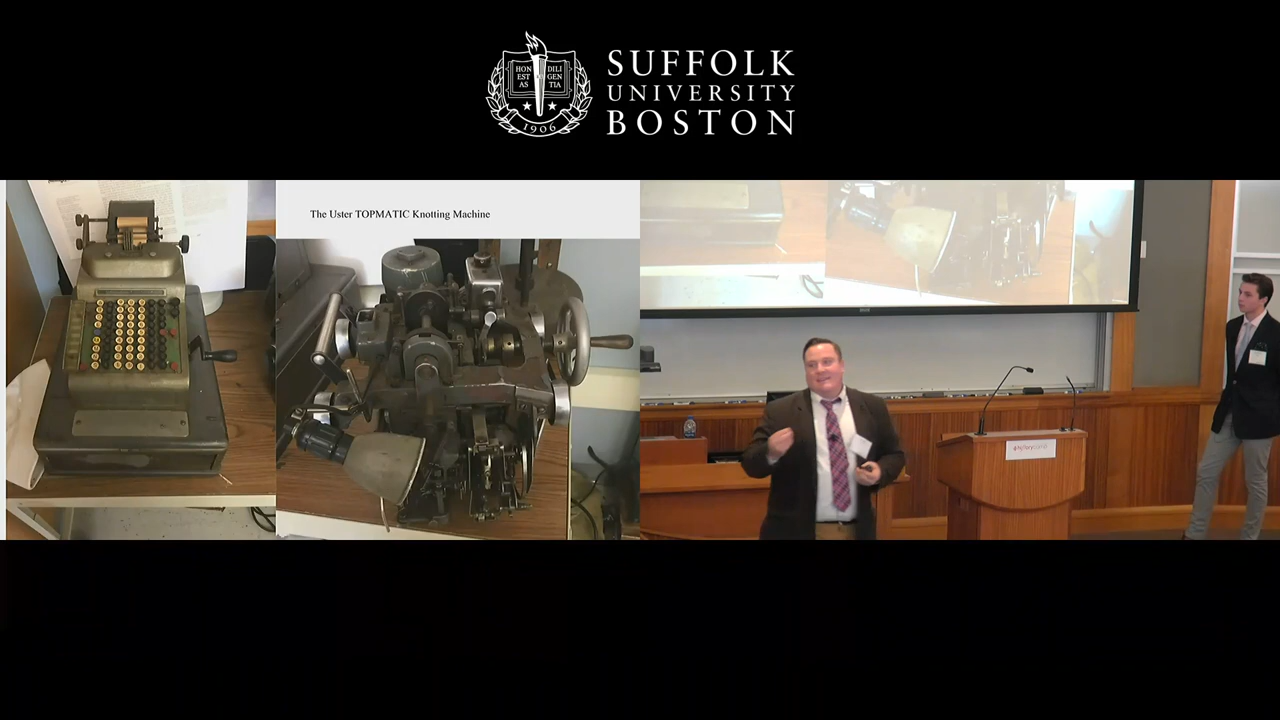 HON
EST
AS
DILI
GEN
TIA
1906
SUFFOLK
UNIVERSITY
BOSTON
The Uster TOPMATIC Knotting Machine